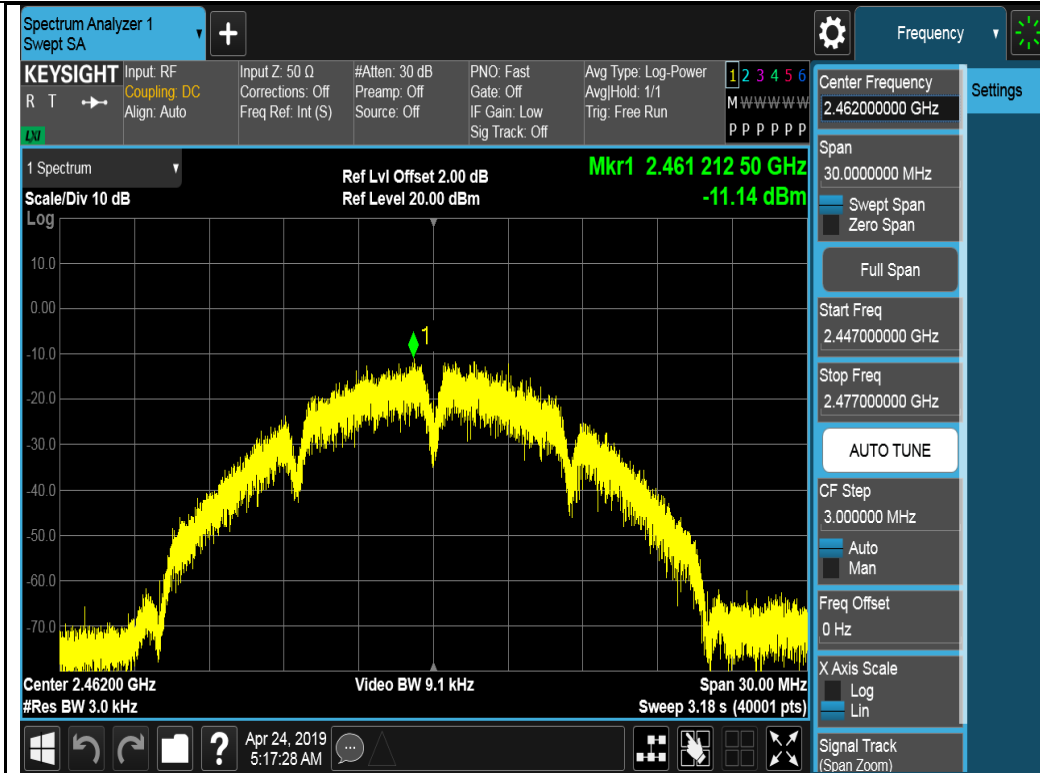 Spectrum Analyzer 1
Swept SA
+
Frequency
KEYSIGHT
R T
LXI
Input: RF
Coupling: DC
Align: Auto
Input Z: 50 Ω
Corrections: Off
Freq Ref: Int (S)
#Atten: 30 dB
Preamp: Off
Source: Off
PNO: Fast
Gate: Off
IF Gain: Low
Sig Track: Off
Avg Type: Log-Power
Avg|Hold: 1/1
Trig: Free Run
1 2 3 4 5 6
M W W W W W
P P P P P P
1 Spectrum
Scale/Div 10 dB
Log
Ref Lvl Offset 2.00 dB
Ref Level 20.00 dBm
Mkr1 2.461 212 50 GHz
-11.14 dBm
10.0
0.00
-10.0
-20.0
-30.0
-40.0
-50.0
-60.0
-70.0
1
Center 2.46200 GHz
#Res BW 3.0 kHz
Video BW 9.1 kHz
Span 30.00 MHz
Sweep 3.18 s (40001 pts)
Center Frequency
2.462000000 GHz
Span
30.0000000 MHz
Swept Span
Zero Span
Full Span
Start Freq
2.447000000 GHz
Stop Freq
2.477000000 GHz
AUTO TUNE
CF Step
3.000000 MHz
Auto
Man
Freq Offset
0 Hz
X Axis Scale
Log
Lin
Signal Track
(Span Zoom)
Settings
?
Apr 24, 2019
5:17:28 AM